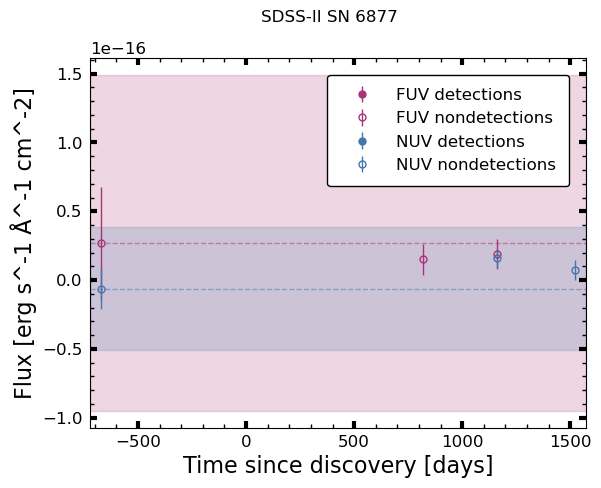 SDSS-II SN 6877
1e−16
1.5
1.0
0.5
0.0
−0.5
−1.0
Flux [erg s^-1 Å^-1 cm^-2]
FUV detections
FUV nondetections
NUV detections
NUV nondetections
−500 0 500 1000 1500
Time since discovery [days]